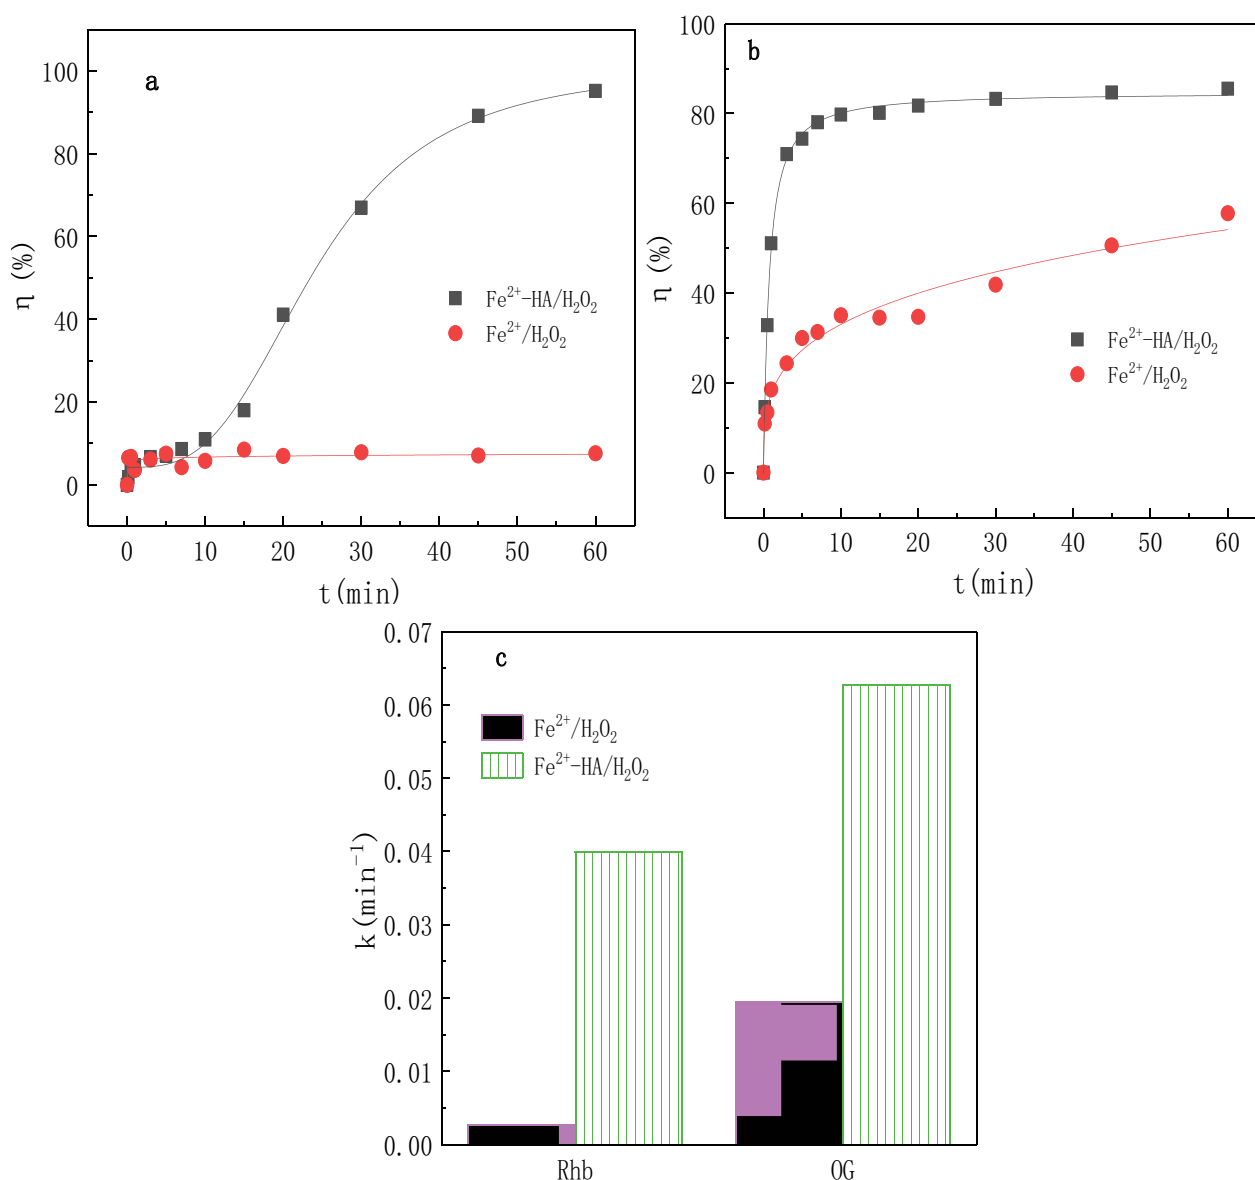 a
100
80
60
40
20
0
η (%)
Fe²⁺-HA/H₂O₂
Fe²⁺/H₂O₂
0 10 20 30 40 50 60
t(min)
b
100
80
60
40
20
0
η (%)
Fe²⁺-HA/H₂O₂
Fe²⁺/H₂O₂
0 10 20 30 40 50 60
t(min)
c
0.07
0.06
0.05
0.04
0.03
0.02
0.01
0.00
k(min⁻¹)
Fe²⁺/H₂O₂
Fe²⁺-HA/H₂O₂
Rhb OG